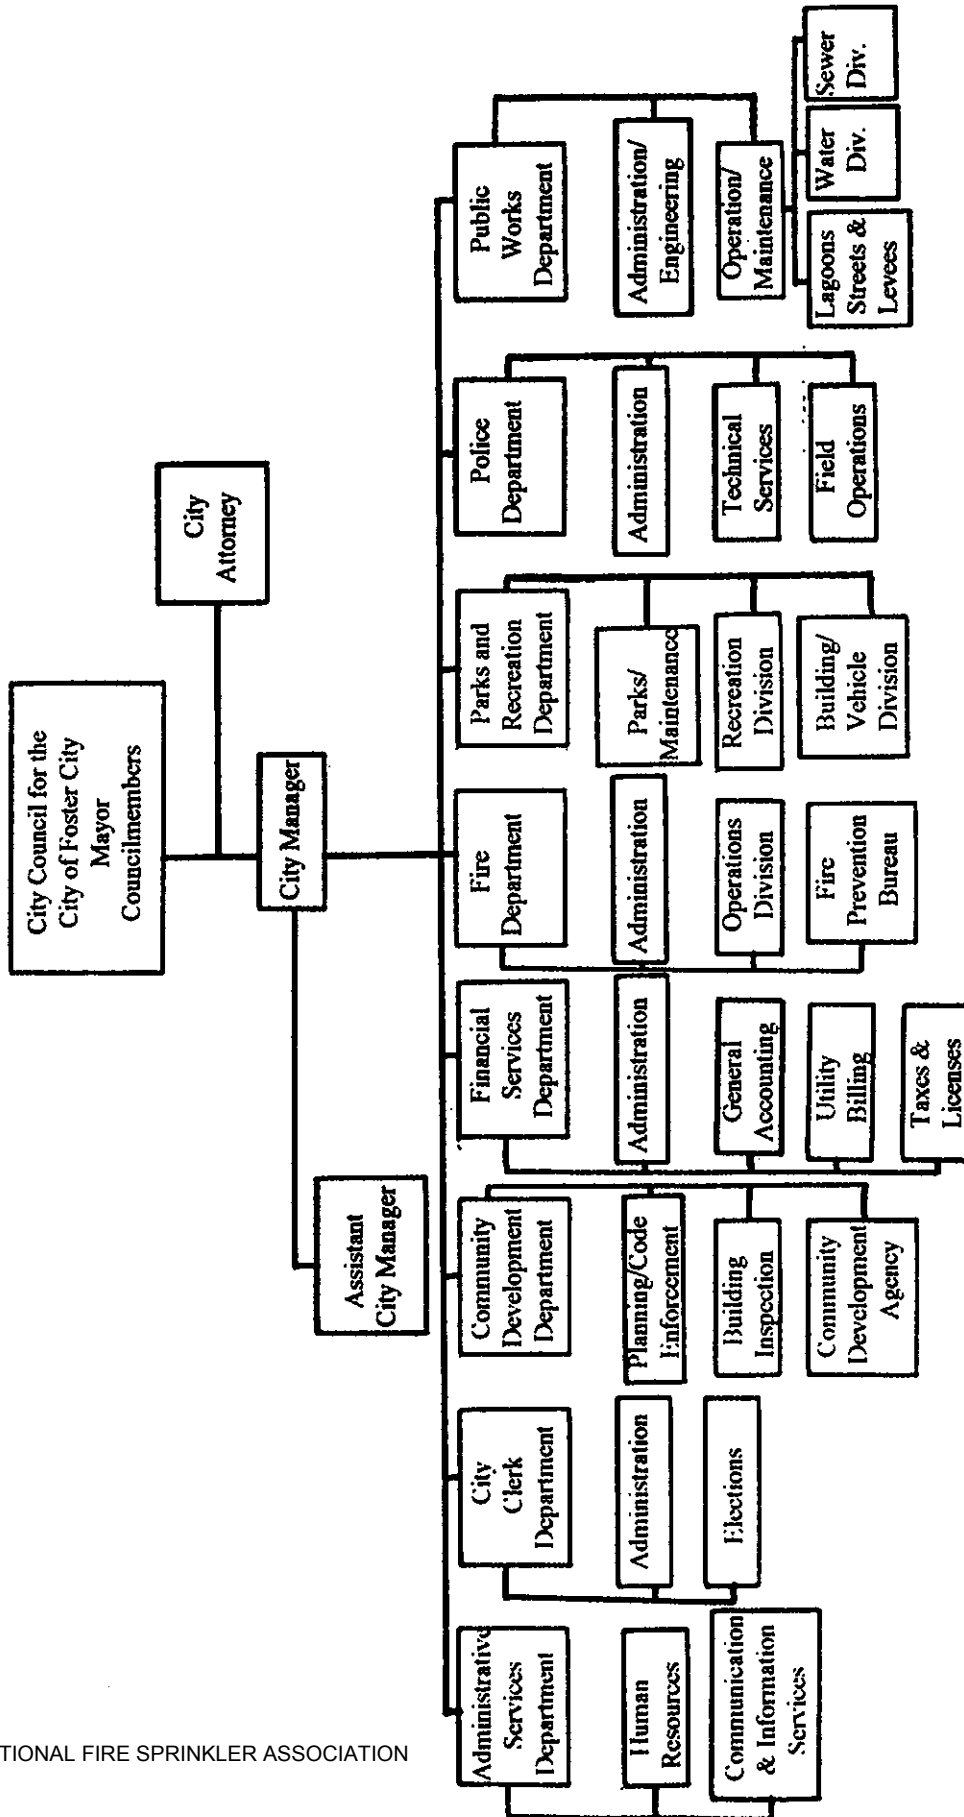 City Council for the
City of Foster City
Mayor
Councilmembers
City
Attorney
City Manager
Assistant
City Manager
Administrative
Services
Department
Human
Resources
Communication
& Information
Services
City
Clerk
Department
Administration
Elections
Community
Development
Department
Planning/Code
Enforcement
Building
Inspection
Community
Development
Agency
Financial
Services
Department
Administration
General
Accounting
Utility
Billing
Taxes &
Licenses
Fire
Department
Administration
Operations
Division
Fire
Prevention
Bureau
Parks and
Recreation
Department
Parks/
Maintenance
Recreation
Division
Building/
Vehicle
Division
Police
Department
Administration
Technical
Services
Field
Operations
Public
Works
Department
Administration/
Engineering
Operation/
Maintenance
Lagoons
Streets &
Levees
Water
Div.
Sewer
Div.
TIONAL FIRE SPRINKLER ASSOCIATION